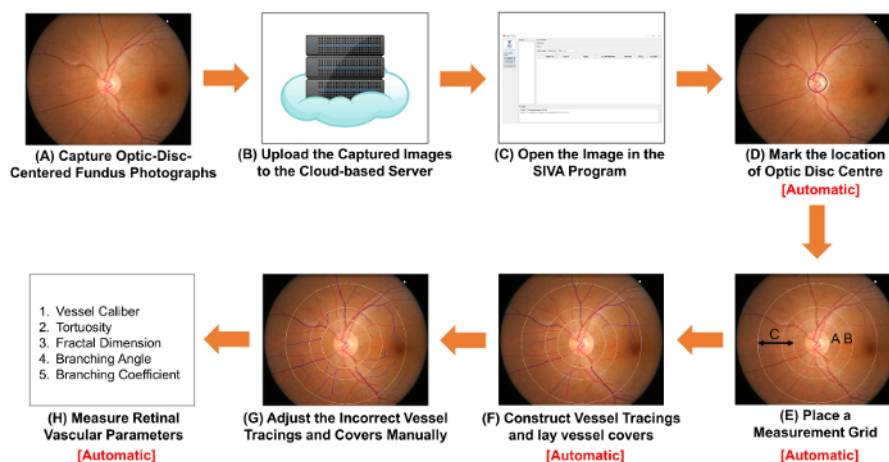 (A) Capture Optic-Disc-
Centered Fundus Photographs
(B) Upload the Captured Images
to the Cloud-based Server
(C) Open the Image in the
SIVA Program
(D) Mark the location
of Optic Disc Centre
[Automatic]
1. Vessel Caliber
2. Tortuosity
3. Fractal Dimension
4. Branching Angle
5. Branching Coefficient
C
A B
(H) Measure Retinal
Vascular Parameters
[Automatic]
(G) Adjust the Incorrect Vessel
Tracings and Covers Manually
(F) Construct Vessel Tracings
and lay vessel covers
[Automatic]
(E) Place a
Measurement Grid
[Automatic]